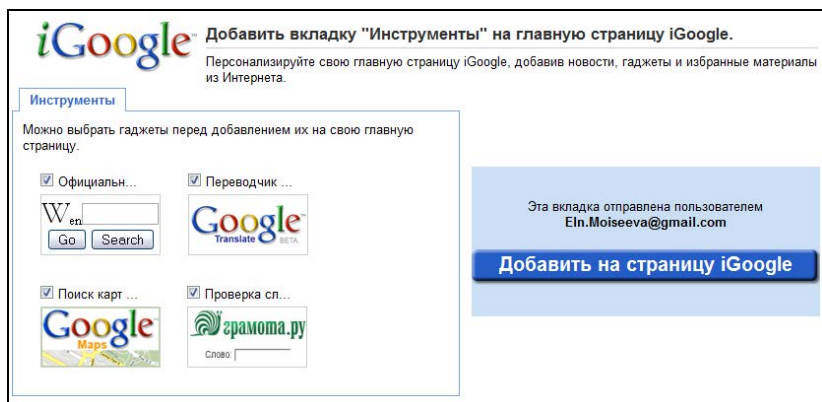 iGoogle™
Добавить вкладку "Инструменты" на главную страницу iGoogle.
Персонализируйте свою главную страницу iGoogle, добавив новости, гаджеты и избранные материалы
из Интернета.
Инструменты
Можно выбрать гаджеты перед добавлением их на свою главную
страницу.
Официальн...
Переводчик ...
W en
Go Search
Google™
Translate BETA
Поиск карт ...
Проверка сл...
Google™
Maps
грамота.ру
Слово:
Эта вкладка отправлена пользователем
Eln.Moiseeva@gmail.com
Добавить на страницу iGoogle